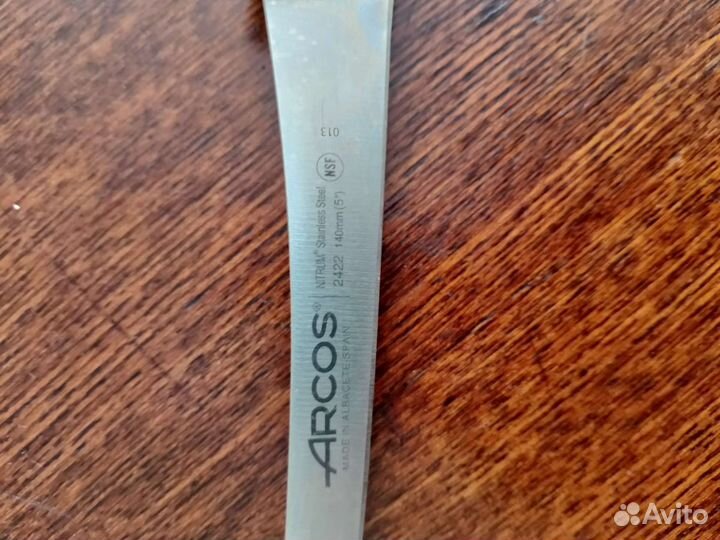 ARCOS®
MADE IN ALBACETE-SPAIN
NITRUM® Stainless Steel
2422 140mm (5")
NSF
013
Avito